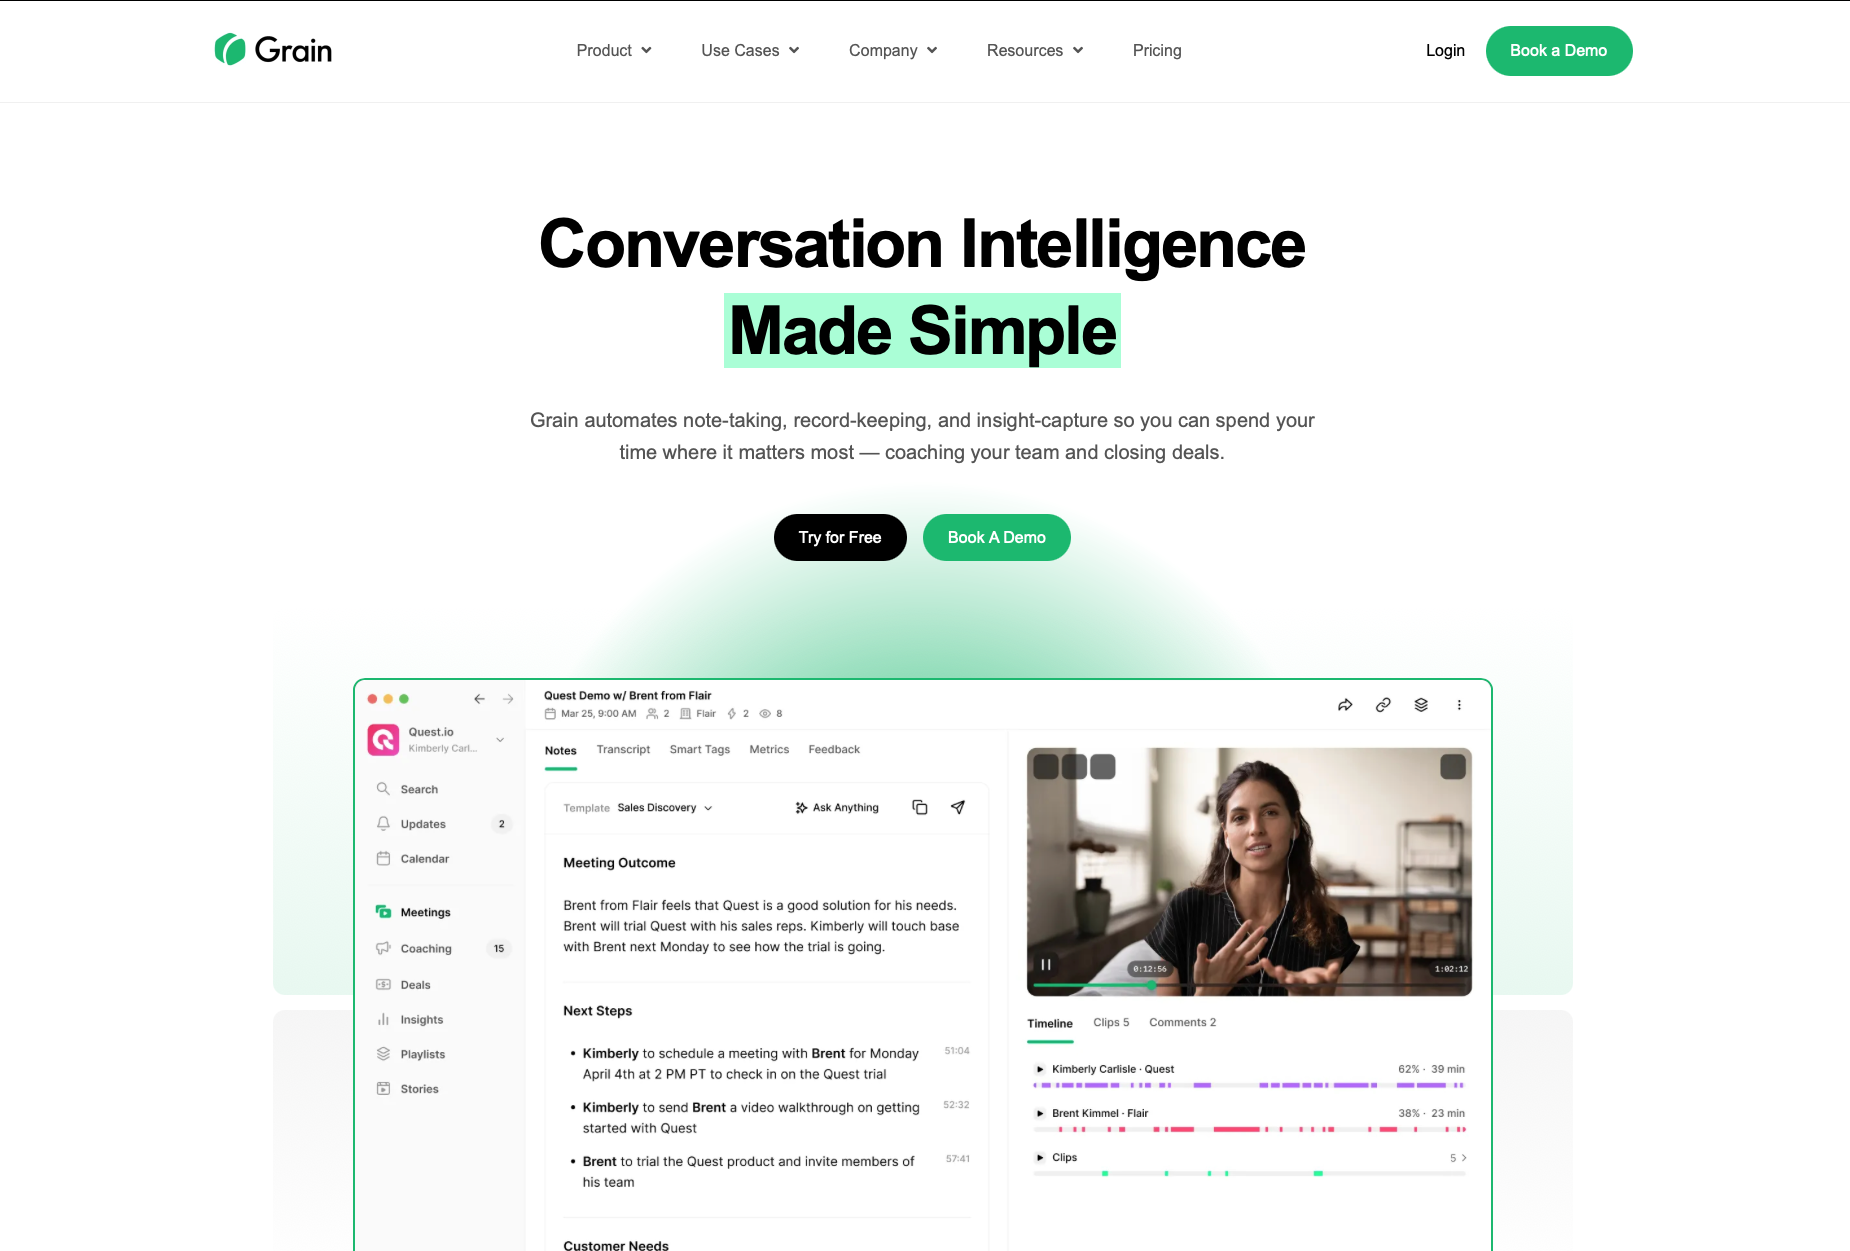 Grain
Product
Use Cases
Company
Resources
Pricing
Login
Book a Demo
Conversation Intelligence
Made Simple
Grain automates note-taking, record-keeping, and insight-capture so you can spend your
time where it matters most — coaching your team and closing deals.
Try for Free
Book A Demo
Quest.io
Kimberly Carl...
Search
Updates 2
Calendar
Meetings
Coaching 15
Deals
Insights
Playlists
Stories
Quest Demo w/ Brent from Flair
Mar 25, 9:00 AM 2 Flair 2 8
Notes Transcript Smart Tags Metrics Feedback
Template Sales Discovery Ask Anything
Meeting Outcome
Brent from Flair feels that Quest is a good solution for his needs.
Brent will trial Quest with his sales reps. Kimberly will touch base
with Brent next Monday to see how the trial is going.
Next Steps
• Kimberly to schedule a meeting with Brent for Monday 51:04
April 4th at 2 PM PT to check in on the Quest trial
• Kimberly to send Brent a video walkthrough on getting 52:32
started with Quest
• Brent to trial the Quest product and invite members of 57:41
his team
Customer Needs
0:12:56
1:02:12
Timeline Clips 5 Comments 2
Kimberly Carlisle · Quest 62% · 39 min
Brent Kimmel · Flair 38% · 23 min
Clips 5